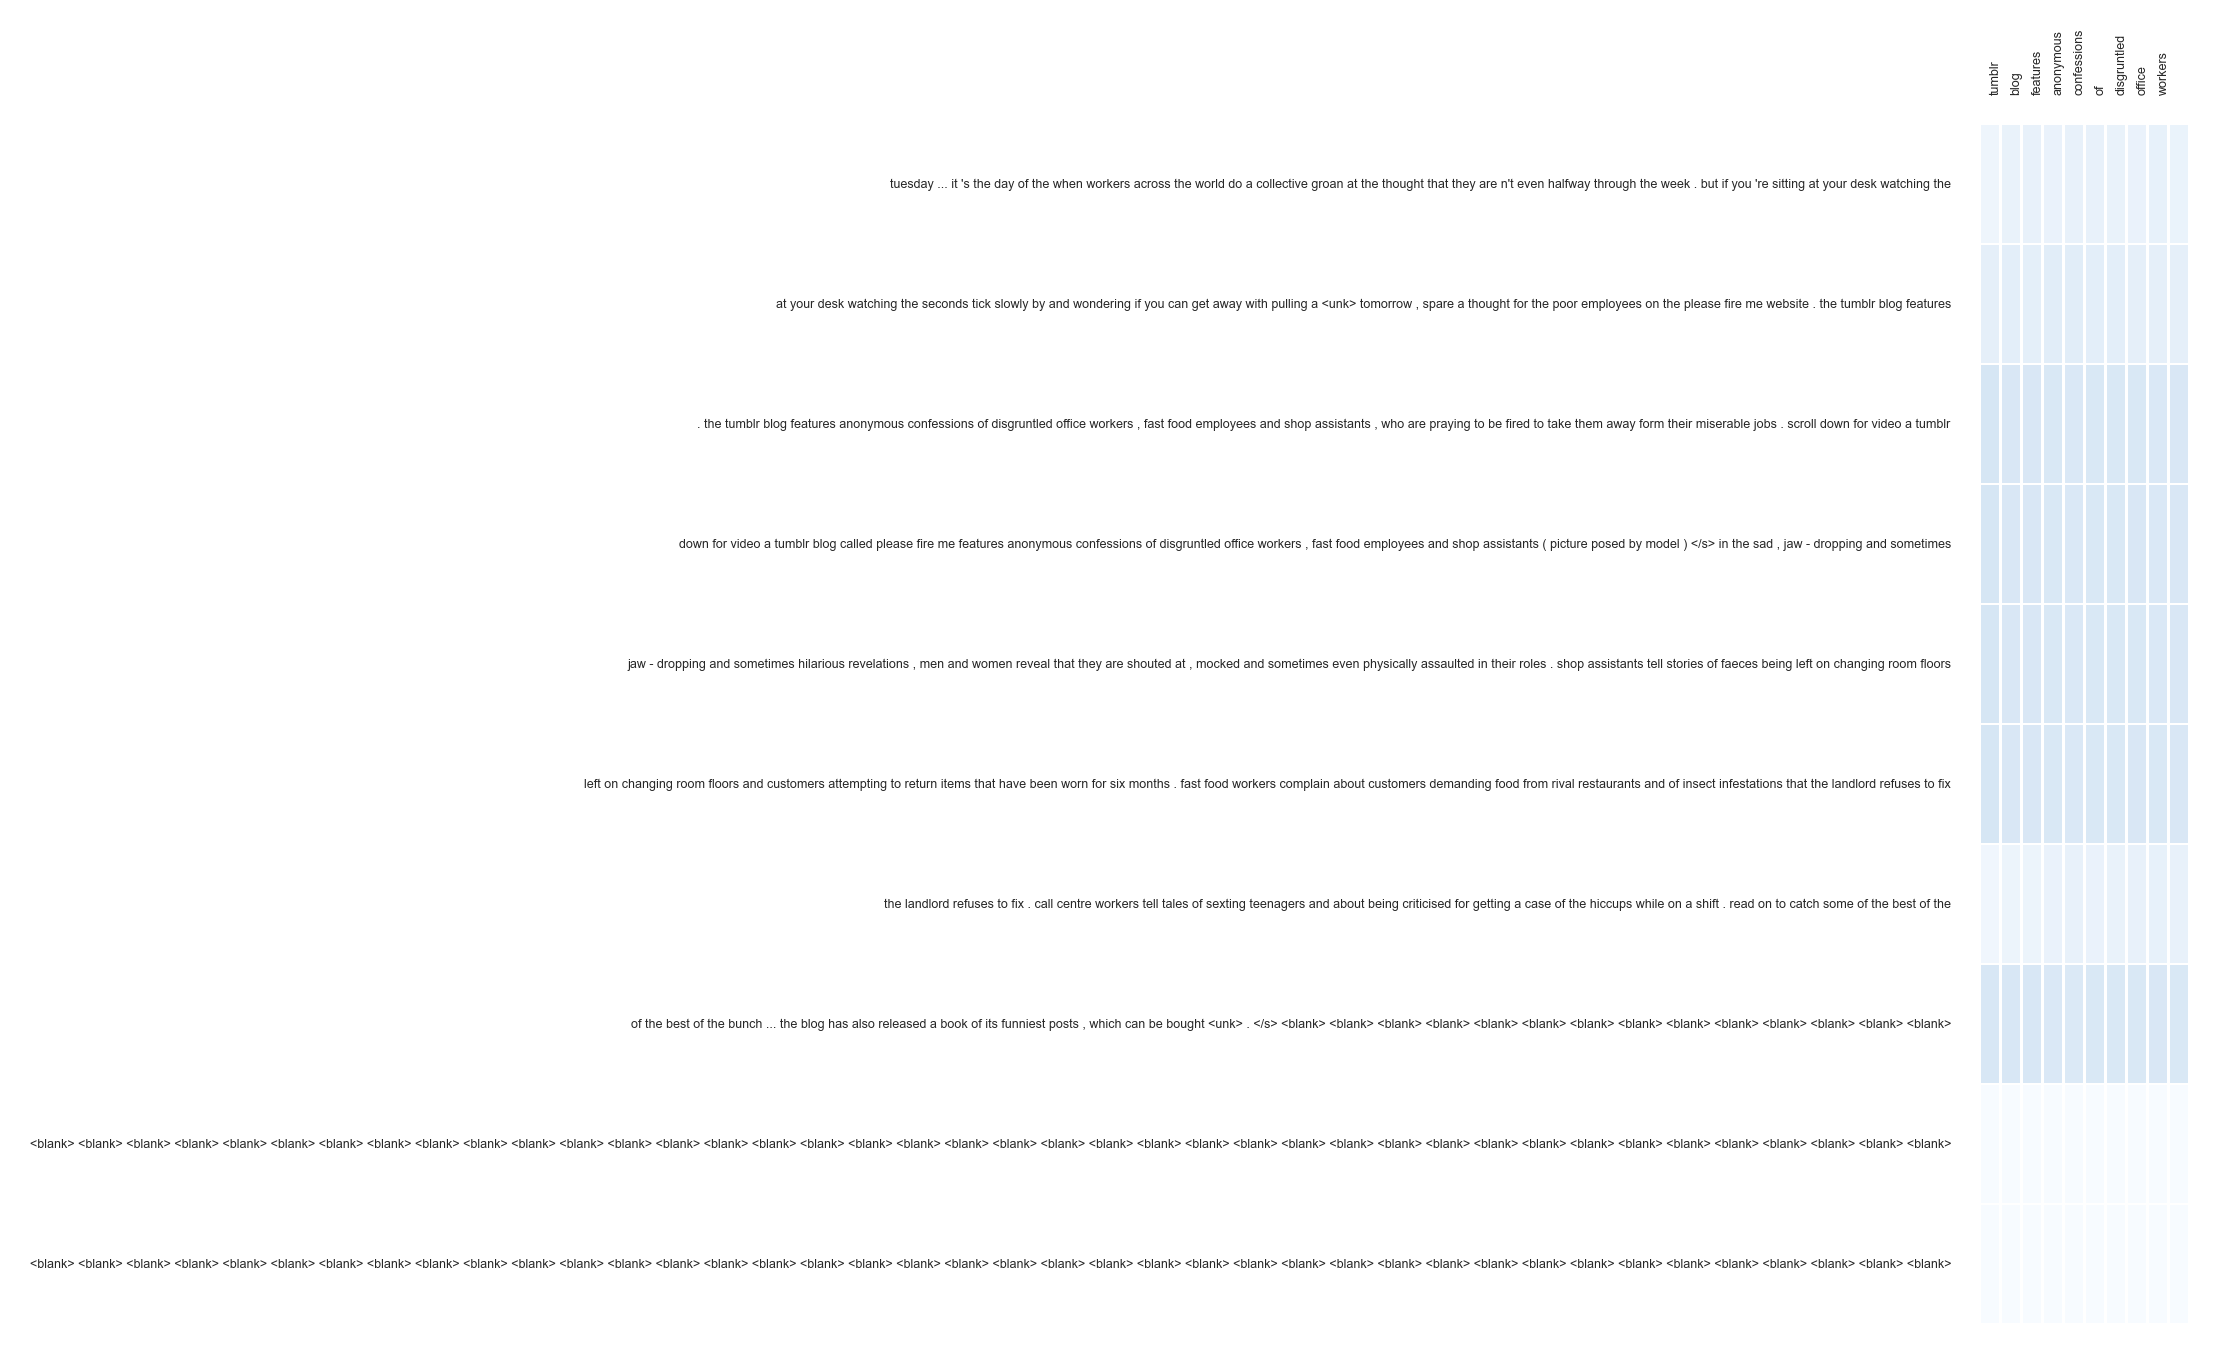 tumblr
blog
features
anonymous
confessions
of
disgruntled
office
workers
tuesday ... it 's the day of the when workers across the world do a collective groan at the thought that they are n't even halfway through the week . but if you 're sitting at your desk watching the
at your desk watching the seconds tick slowly by and wondering if you can get away with pulling a <unk> tomorrow , spare a thought for the poor employees on the please fire me website . the tumblr blog features
. the tumblr blog features anonymous confessions of disgruntled office workers , fast food employees and shop assistants , who are praying to be fired to take them away form their miserable jobs . scroll down for video a tumblr
down for video a tumblr blog called please fire me features anonymous confessions of disgruntled office workers , fast food employees and shop assistants ( picture posed by model ) </s> in the sad , jaw - dropping and sometimes
jaw - dropping and sometimes hilarious revelations , men and women reveal that they are shouted at , mocked and sometimes even physically assaulted in their roles . shop assistants tell stories of faeces being left on changing room floors
left on changing room floors and customers attempting to return items that have been worn for six months . fast food workers complain about customers demanding food from rival restaurants and of insect infestations that the landlord refuses to fix
the landlord refuses to fix . call centre workers tell tales of sexting teenagers and about being criticised for getting a case of the hiccups while on a shift . read on to catch some of the best of the
of the best of the bunch ... the blog has also released a book of its funniest posts , which can be bought <unk> . </s> <blank> <blank> <blank> <blank> <blank> <blank> <blank> <blank> <blank> <blank> <blank> <blank> <blank> <blank>
<blank> <blank> <blank> <blank> <blank> <blank> <blank> <blank> <blank> <blank> <blank> <blank> <blank> <blank> <blank> <blank> <blank> <blank> <blank> <blank> <blank> <blank> <blank> <blank> <blank> <blank> <blank> <blank> <blank> <blank> <blank> <blank> <blank> <blank> <blank> <blank> <blank> <blank> <blank> <blank>
<blank> <blank> <blank> <blank> <blank> <blank> <blank> <blank> <blank> <blank> <blank> <blank> <blank> <blank> <blank> <blank> <blank> <blank> <blank> <blank> <blank> <blank> <blank> <blank> <blank> <blank> <blank> <blank> <blank> <blank> <blank> <blank> <blank> <blank> <blank> <blank> <blank> <blank> <blank> <blank>